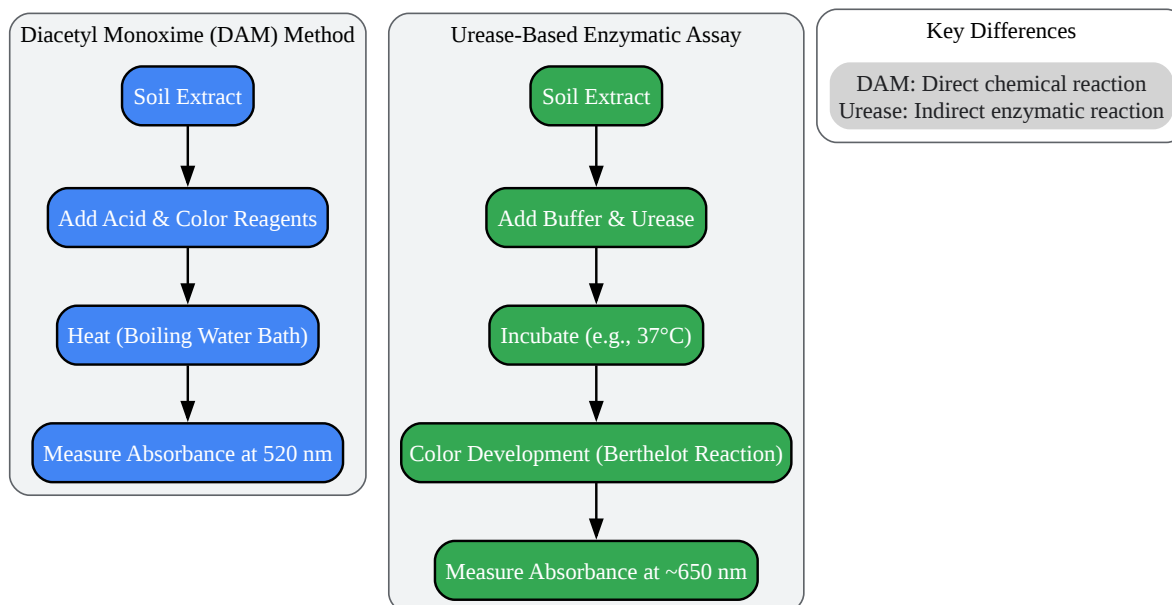 Diacetyl Monoxime (DAM) Method
Soil Extract
Add Acid & Color Reagents
Heat (Boiling Water Bath)
Measure Absorbance at 520 nm
Urease-Based Enzymatic Assay
Soil Extract
Add Buffer & Urease
Incubate (e.g., 37°C)
Color Development (Berthelot Reaction)
Measure Absorbance at ~650 nm
Key Differences
DAM: Direct chemical reaction
Urease: Indirect enzymatic reaction